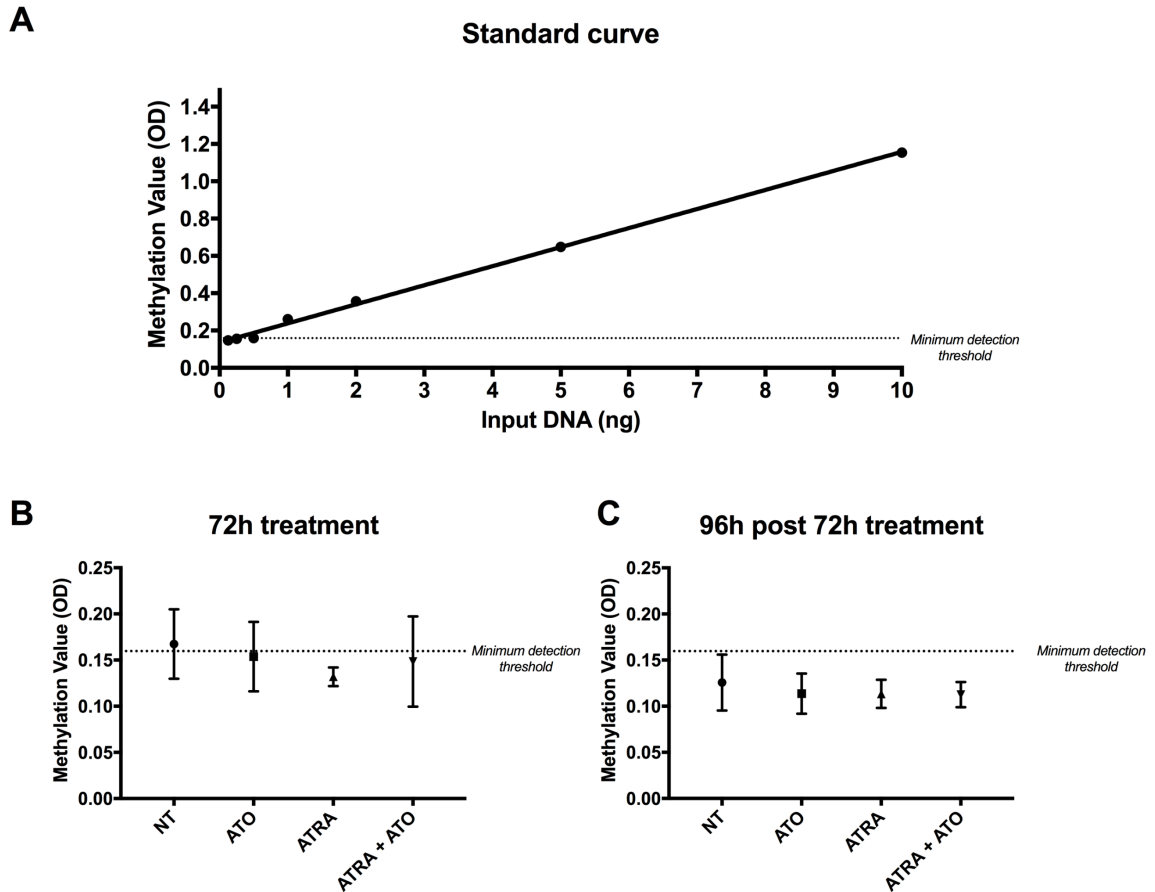 A
Standard curve
Methylation Value (OD)
1.4
1.2
1.0
0.8
0.6
0.4
0.2
0.0
0 1 2 3 4 5 6 7 8 9 10
Input DNA (ng)
Minimum detection
threshold
B
72h treatment
Methylation Value (OD)
0.25
0.20
0.15
0.10
0.05
0.00
NT
ATO
ATRA
ATRA + ATO
Minimum detection
threshold
C
96h post 72h treatment
Methylation Value (OD)
0.25
0.20
0.15
0.10
0.05
0.00
NT
ATO
ATRA
ATRA + ATO
Minimum detection
threshold